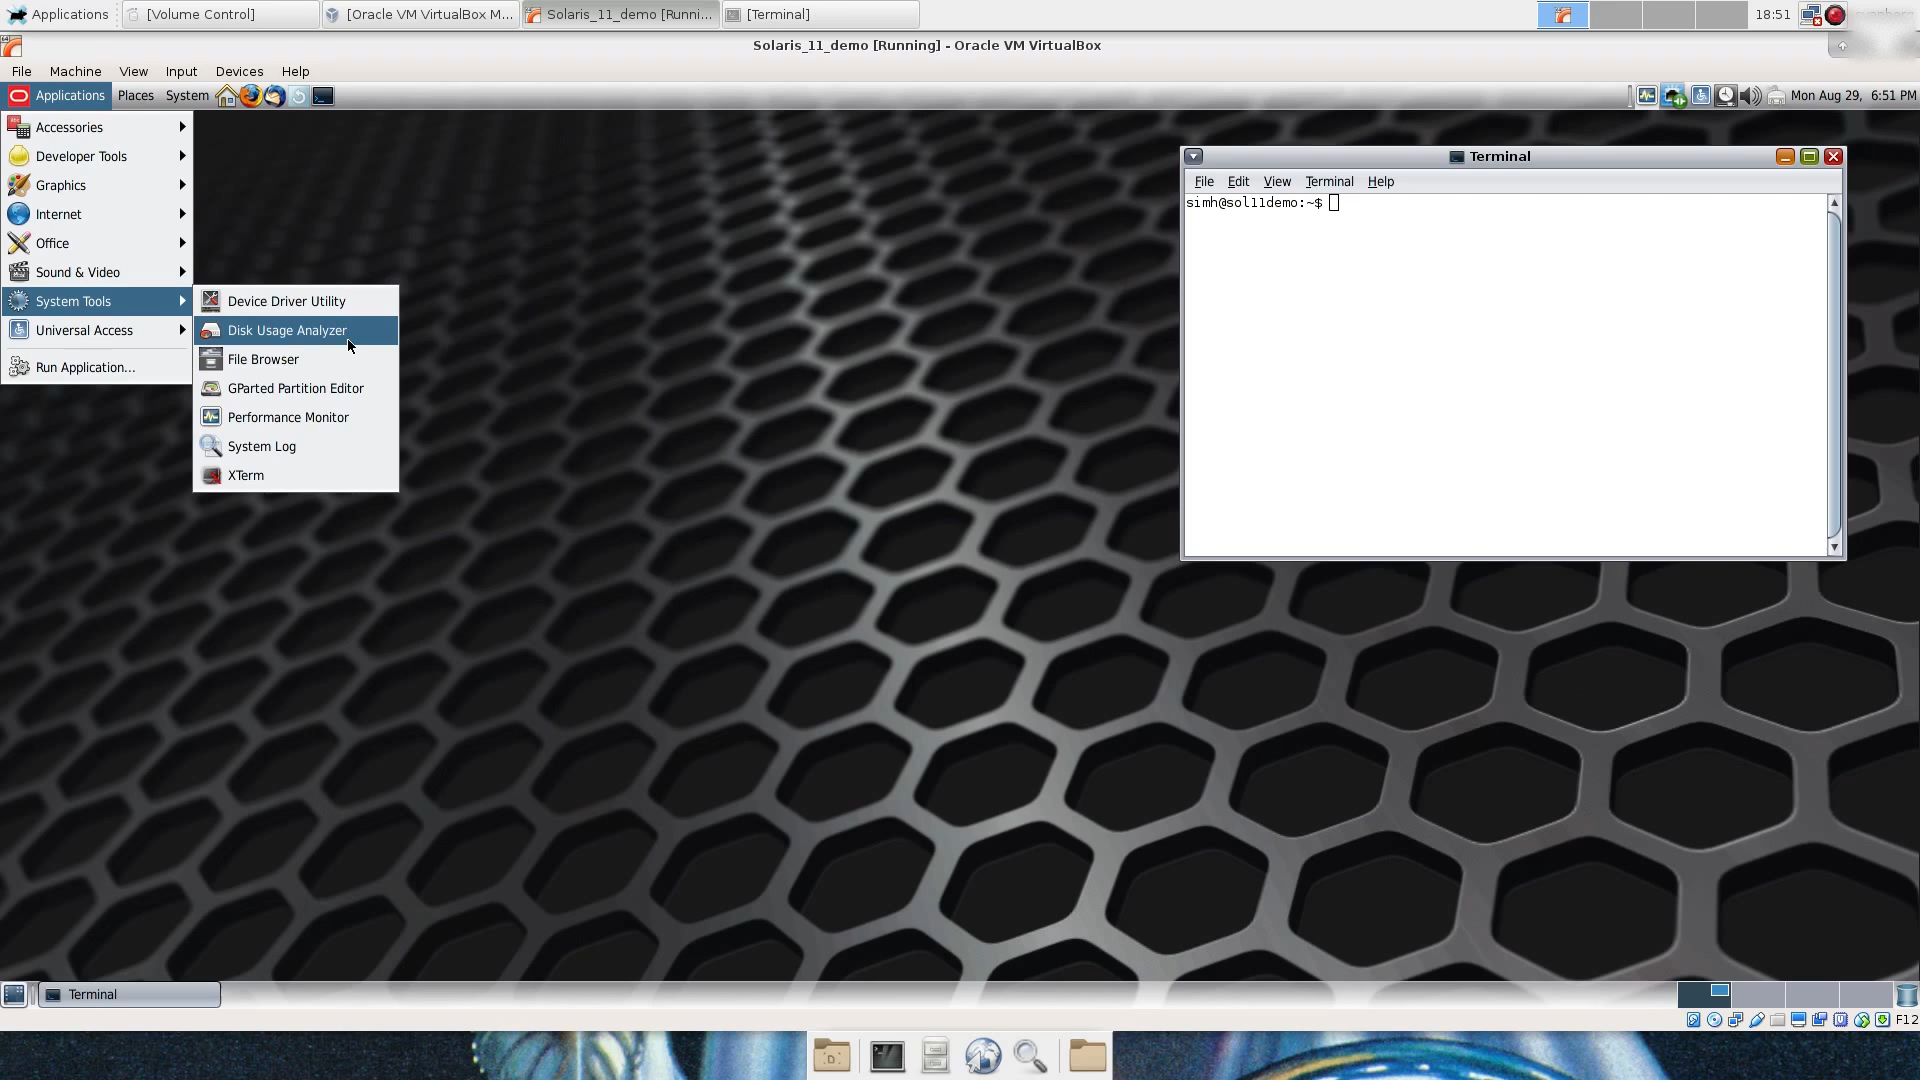 Applications
[Volume Control]
[Oracle VM VirtualBox M...
Solaris_11_demo [Runni...
[Terminal]
18:51
Solaris_11_demo [Running] - Oracle VM VirtualBox
File Machine View Input Devices Help
Applications Places System
Mon Aug 29, 6:51 PM
Accessories
Developer Tools
Graphics
Internet
Office
Sound & Video
System Tools
Universal Access
Run Application...
Device Driver Utility
Disk Usage Analyzer
File Browser
GParted Partition Editor
Performance Monitor
System Log
XTerm
Terminal
File Edit View Terminal Help
simh@sol11demo:~$
Terminal
F12